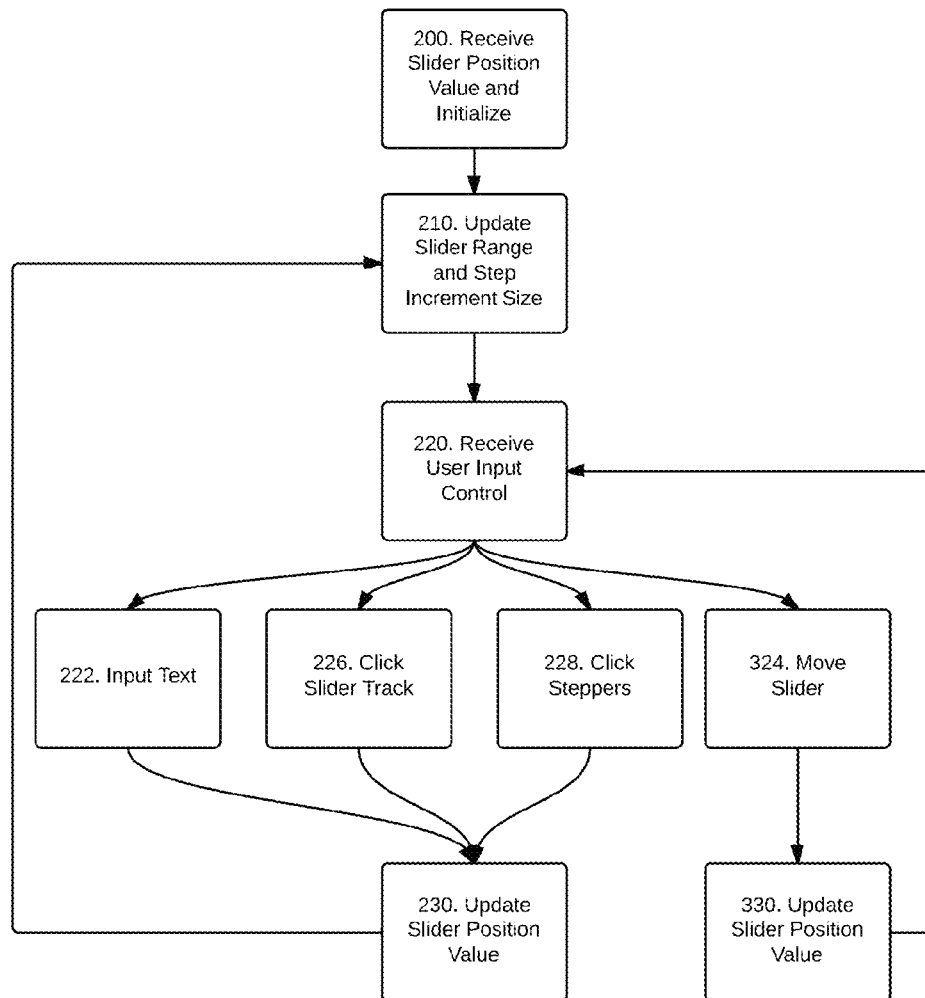 200. Receive
Slider Position
Value and
Initialize
210. Update
Slider Range
and Step
Increment Size
220. Receive
User Input
Control
222. Input Text
226. Click
Slider Track
228. Click
Steppers
324. Move
Slider
230. Update
Slider Position
Value
330. Update
Slider Position
Value